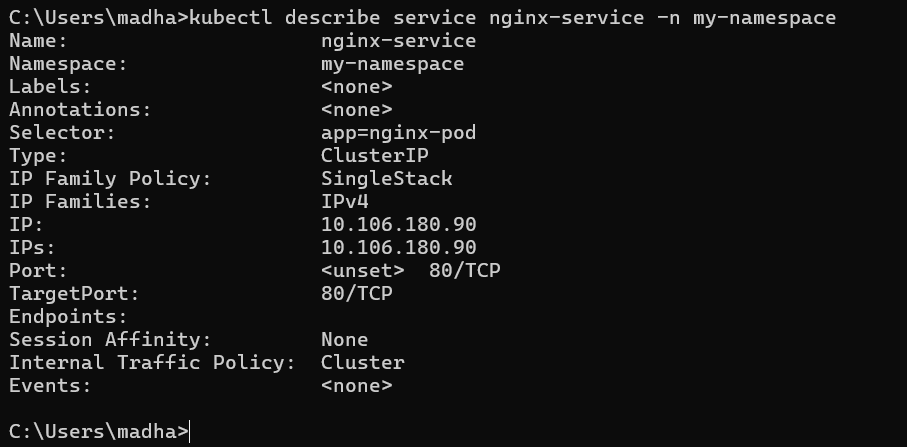 C:\Users\madha>kubectl describe service nginx-service -n my-namespace
Name:                     nginx-service
Namespace:                my-namespace
Labels:                   <none>
Annotations:              <none>
Selector:                 app=nginx-pod
Type:                     ClusterIP
IP Family Policy:         SingleStack
IP Families:              IPv4
IP:                       10.106.180.90
IPs:                      10.106.180.90
Port:                     <unset>  80/TCP
TargetPort:               80/TCP
Endpoints:
Session Affinity:         None
Internal Traffic Policy:  Cluster
Events:                   <none>
C:\Users\madha>